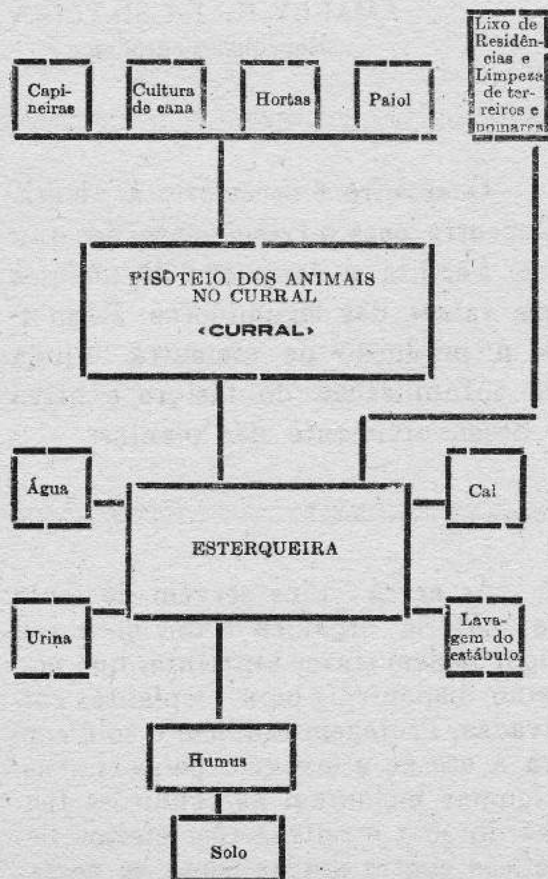 Capi-
neiras
Cultura
de cana
Hortas
Paiol
Lixo de
Residên-
cias e
Limpeza
de ter-
reiros e
pomares
PISOTEIO DOS ANIMAIS
NO CURRAL
«CURRAL»
Água
Cal
ESTERQUEIRA
Urina
Lava-
gem do
estábulo
Humus
Solo